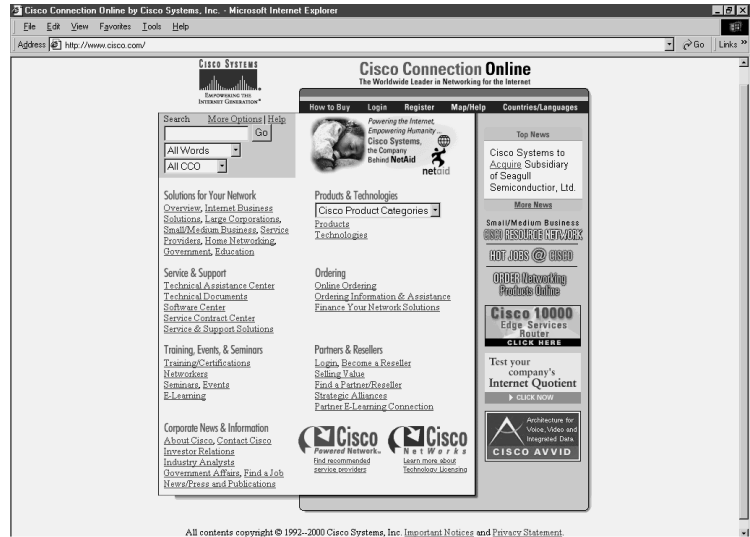 Cisco Connection Online by Cisco Systems, Inc. - Microsoft Internet Explorer
File Edit View Favorites Tools Help
Address http://www.cisco.com/ Go Links »
CISCO SYSTEMS
EMPOWERING THE
INTERNET GENERATION
Cisco Connection Online
The Worldwide Leader in Networking for the Internet
How to Buy Login Register Map/Help Countries/Languages
Search More Options | Help
Go
All Words
All CCO
Powering the Internet,
Empowering Humanity...
Cisco Systems,
the Company
Behind NetAid
netaid
Top News
Cisco Systems to
Acquire Subsidiary
of Seagull
Semiconductior, Ltd.
More News
Solutions for Your Network
Overview, Internet Business
Solutions, Large Corporations,
Small/Medium Business, Service
Providers, Home Networking,
Government, Education
Products & Technologies
Cisco Product Categories
Products
Technologies
Small/Medium Business
CISCO RESOURCE NETWORK
HOT JOBS @ CISCO
ORDER Networking
Products Online
Service & Support
Technical Assistance Center
Technical Documents
Software Center
Service Contract Center
Service & Support Solutions
Ordering
Online Ordering
Ordering Information & Assistance
Finance Your Network Solutions
Cisco 10000
Edge Services
Router
CLICK HERE
Training, Events, & Seminars
Training/Certifications
Networkers
Seminars, Events
E-Learning
Partners & Resellers
Login, Become a Reseller
Selling Value
Find a Partner/Reseller
Strategic Alliances
Partner E-Learning Connection
Test your
company's
Internet Quotient
CLICK NOW
Corporate News & Information
About Cisco, Contact Cisco
Investor Relations
Industry Analysts
Government Affairs, Find a Job
News/Press and Publications
Cisco
Powered Network
Find recommended
service providers
Cisco
NetWorks
Learn more about
Technology Licensing
Architecture for
Voice, Video and
Integrated Data
CISCO AVVID
All contents copyright © 1992--2000 Cisco Systems, Inc. Important Notices and Privacy Statement.